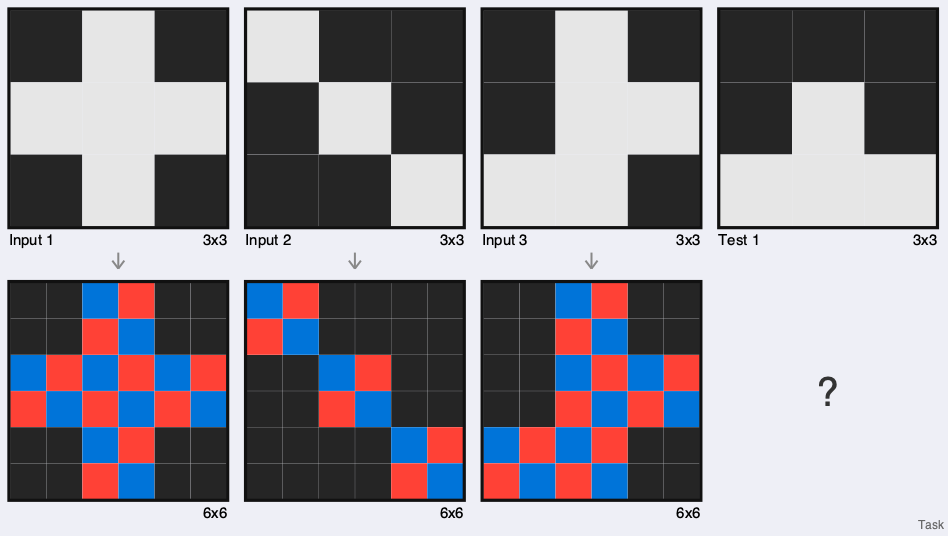 Input 1 3x3
Input 2 3x3
Input 3 3x3
Test 1 3x3
6x6
6x6
6x6
?
Task